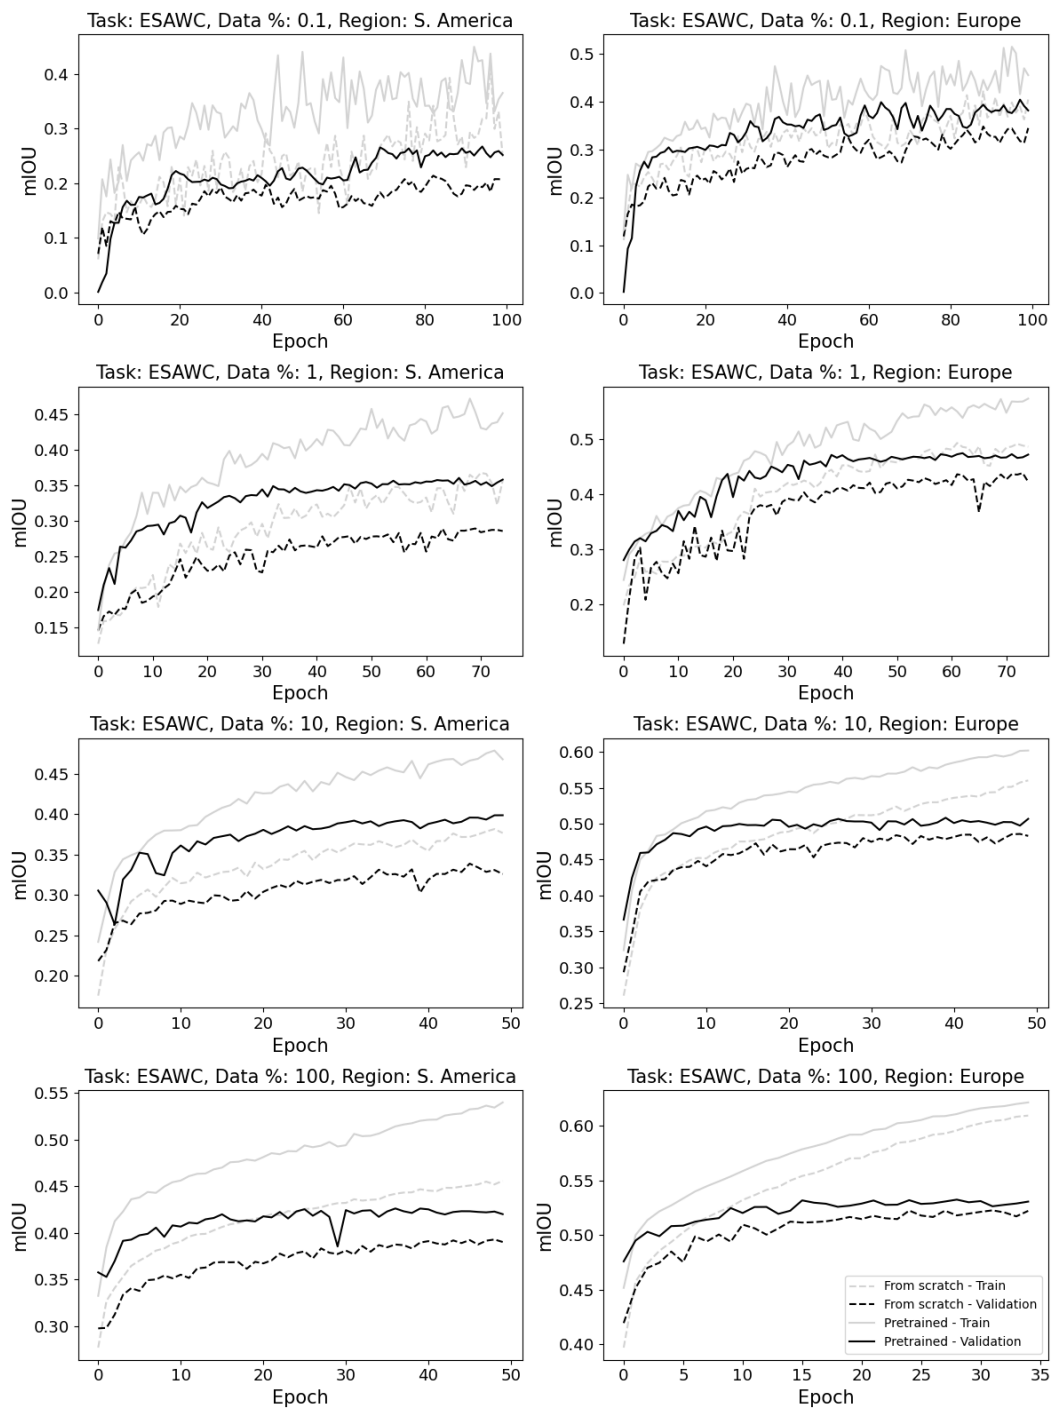 Task: ESAWC, Data %: 0.1, Region: S. America
mIOU
0.4
0.3
0.2
0.1
0.0
0 20 40 60 80 100
Epoch
Task: ESAWC, Data %: 0.1, Region: Europe
mIOU
0.5
0.4
0.3
0.2
0.1
0.0
0 20 40 60 80 100
Epoch
Task: ESAWC, Data %: 1, Region: S. America
mIOU
0.45
0.40
0.35
0.30
0.25
0.20
0.15
0 10 20 30 40 50 60 70
Epoch
Task: ESAWC, Data %: 1, Region: Europe
mIOU
0.5
0.4
0.3
0.2
0 10 20 30 40 50 60 70
Epoch
Task: ESAWC, Data %: 10, Region: S. America
mIOU
0.45
0.40
0.35
0.30
0.25
0.20
0 10 20 30 40 50
Epoch
Task: ESAWC, Data %: 10, Region: Europe
mIOU
0.60
0.55
0.50
0.45
0.40
0.35
0.30
0.25
0 10 20 30 40 50
Epoch
Task: ESAWC, Data %: 100, Region: S. America
mIOU
0.55
0.50
0.45
0.40
0.35
0.30
0 10 20 30 40 50
Epoch
Task: ESAWC, Data %: 100, Region: Europe
mIOU
0.60
0.55
0.50
0.45
0.40
0 5 10 15 20 25 30 35
Epoch
From scratch - Train
From scratch - Validation
Pretrained - Train
Pretrained - Validation